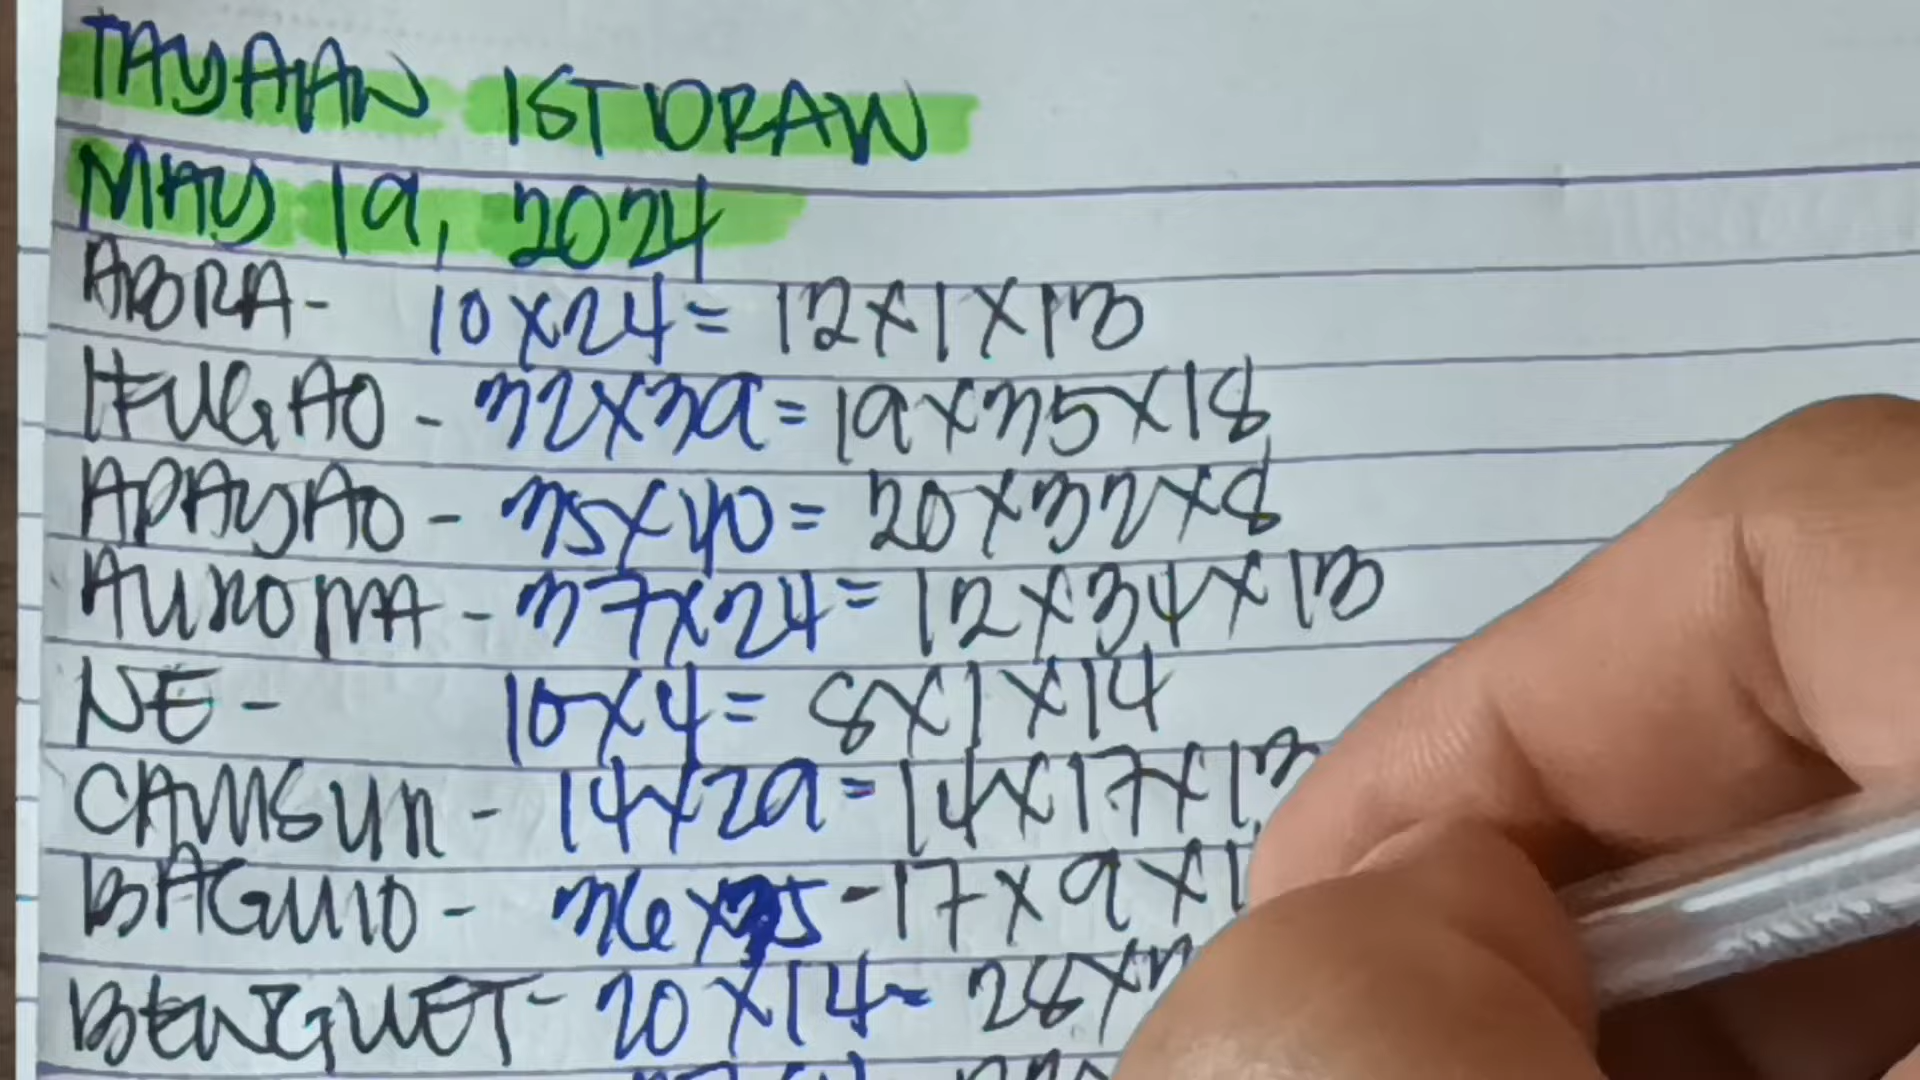 TAYAAN 1ST DRAW
MAY 19, 2024
ABRA- 10x24= 12x1x13
IFUGAO - 32x39= 19x35x18
APAYAO - 35x40= 20x32x8
AURORA - 37x24= 12x34x13
NE - 10x4= 8x1x14
CAMSUR - 14x29= 14x17x13
BAGUIO - 36x35 -17x9x1
BENGUET- 20x14- 28x